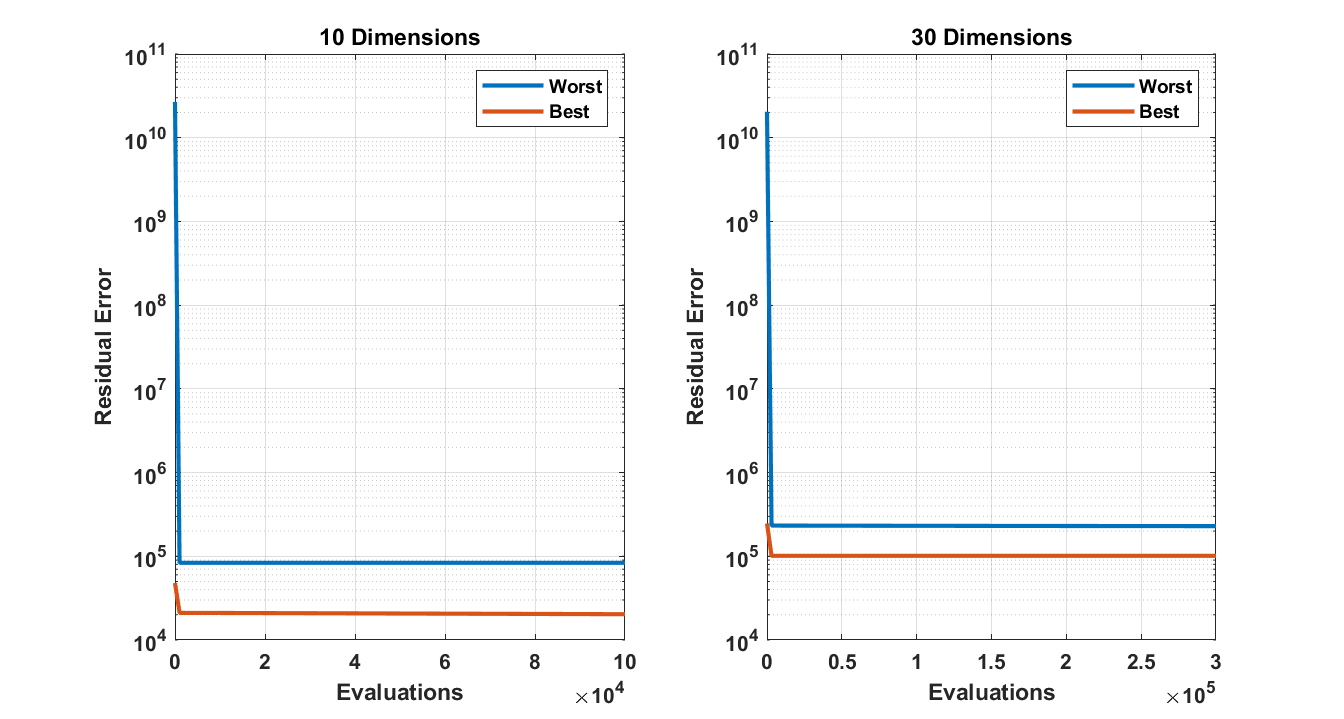 10 Dimensions
10^11
10^10
10^9
10^8
10^7
10^6
10^5
10^4
Residual Error
Worst
Best
0 2 4 6 8 10
Evaluations
×10^4
30 Dimensions
10^11
10^10
10^9
10^8
10^7
10^6
10^5
10^4
Residual Error
Worst
Best
0 0.5 1 1.5 2 2.5 3
Evaluations
×10^5